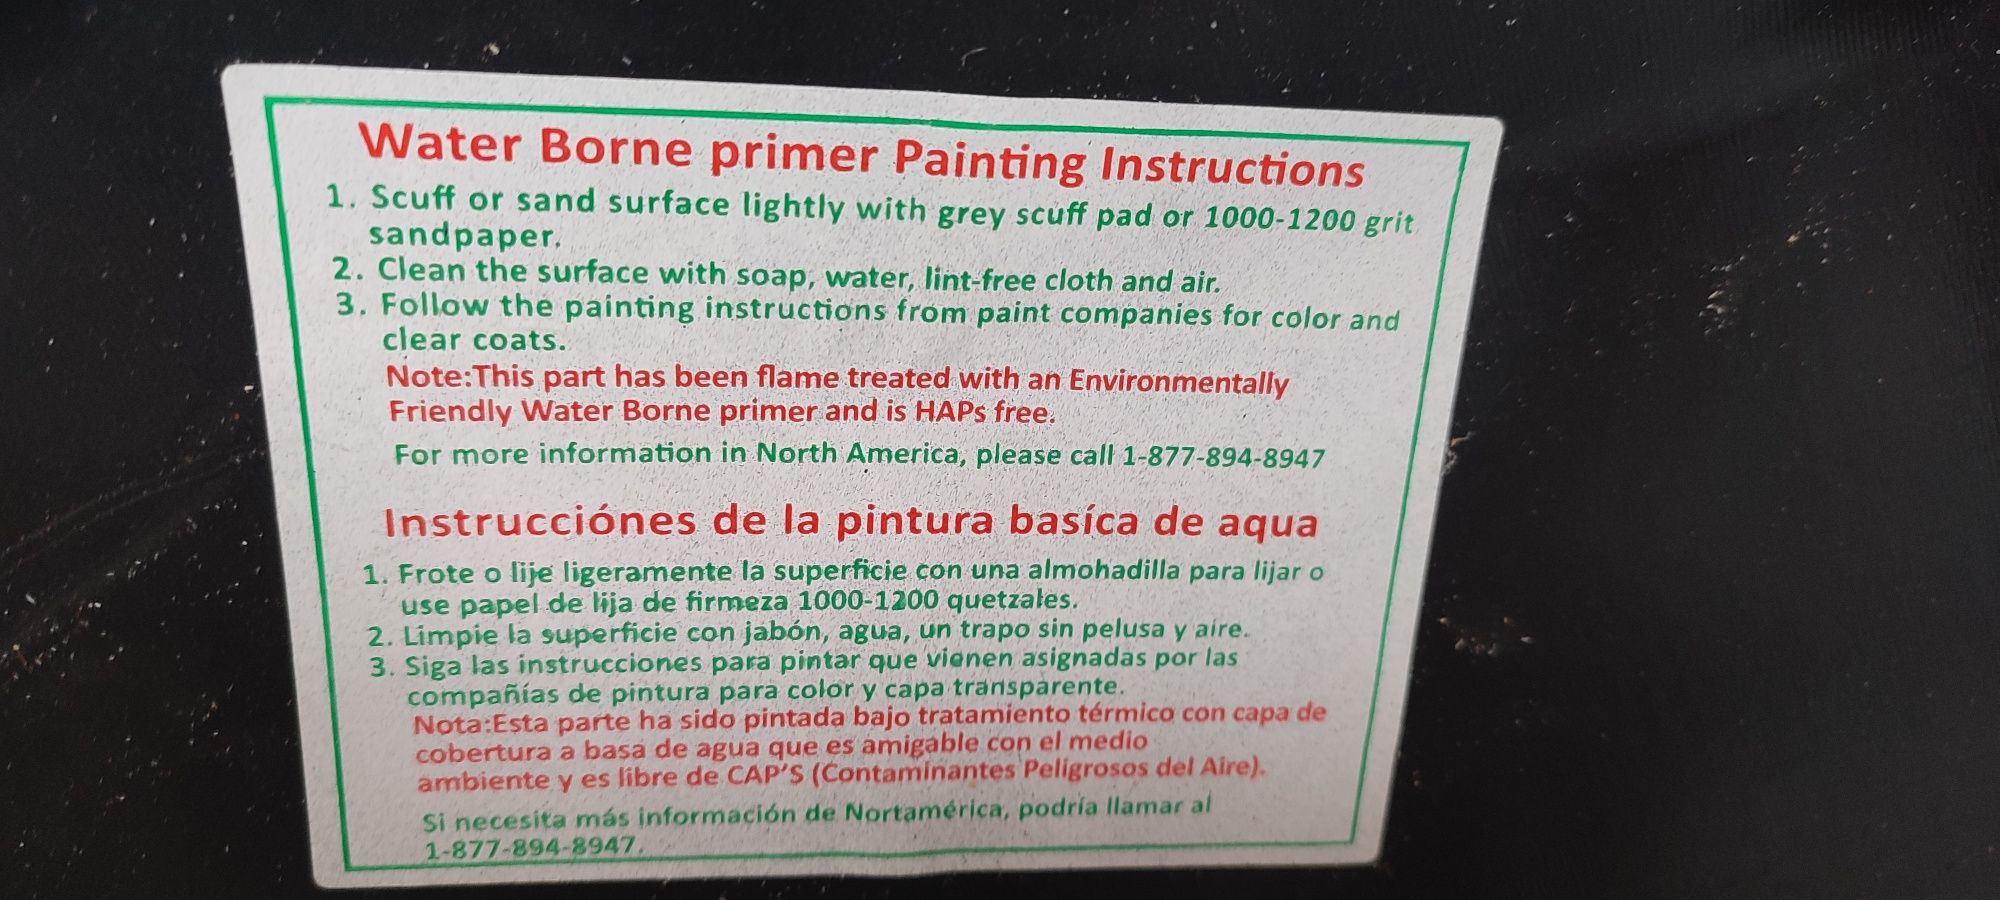 Water Borne primer Painting Instructions
1. Scuff or sand surface lightly with grey scuff pad or 1000-1200 grit
sandpaper.
2. Clean the surface with soap, water, lint-free cloth and air.
3. Follow the painting instructions from paint companies for color and
clear coats.
Note:This part has been flame treated with an Environmentally
Friendly Water Borne primer and is HAPs free.
For more information in North America, please call 1-877-894-8947
Instrucciónes de la pintura basíca de aqua
1. Frote o lije ligeramente la superficie con una almohadilla para lijar o
use papel de lija de firmeza 1000-1200 quetzales.
2. Limpie la superficie con jabón, agua, un trapo sin pelusa y aire.
3. Siga las instrucciones para pintar que vienen asignadas por las
compañías de pintura para color y capa transparente.
Nota:Esta parte ha sido pintada bajo tratamiento térmico con capa de
cobertura a basa de agua que es amigable con el medio
ambiente y es libre de CAP'S (Contaminantes Peligrosos del Aire).
Si necesita más información de Nortamérica, podría llamar al
1-877-894-8947.